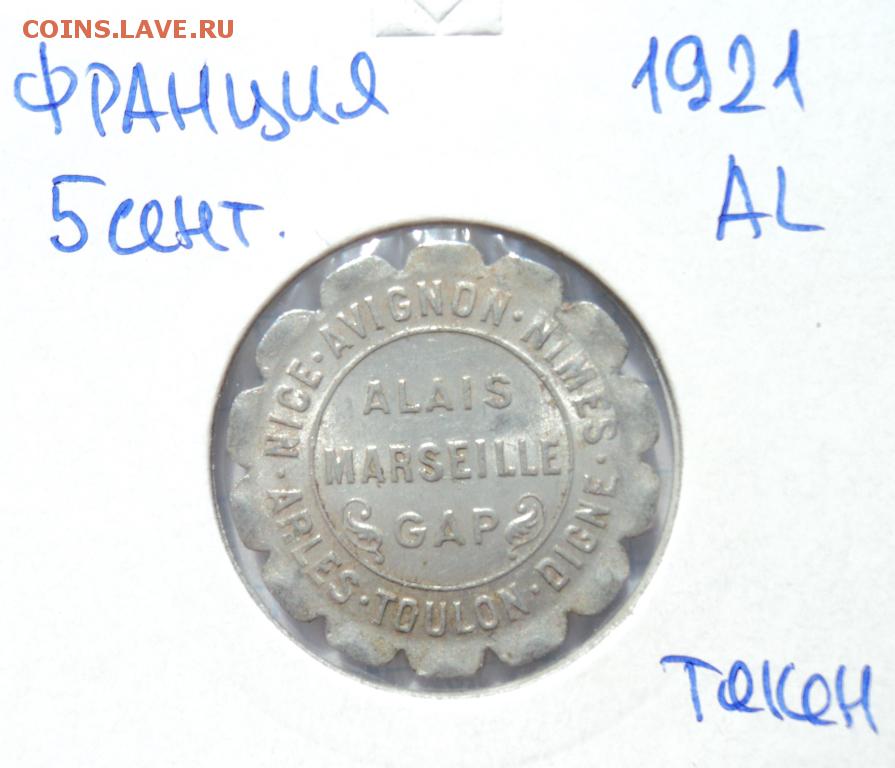 COINS.LAVE.RU
ФРАНЦИЯ 1921
5 сент. AL
NICE · AVIGNON · NIMES · DIGNE · TOULON · ARLES ·
ALAIS
MARSEILLE
GAP
токен